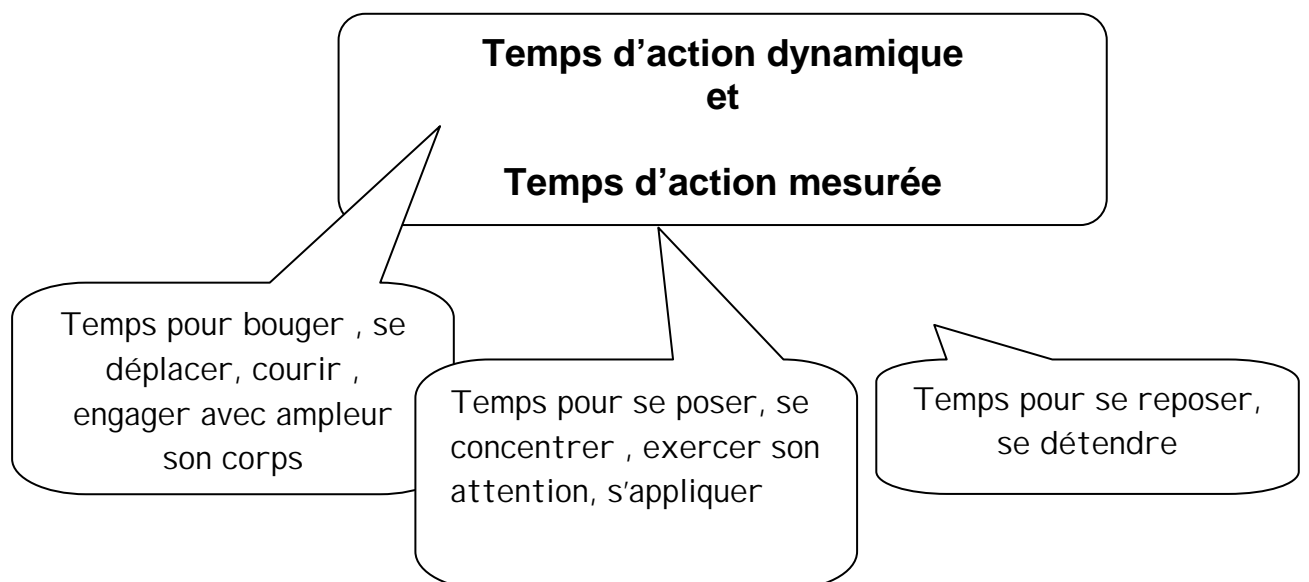 Temps d’action dynamique
et
Temps d’action mesurée
Temps pour bouger , se
déplacer, courir ,
engager avec ampleur
son corps
Temps pour se poser, se
concentrer , exercer son
attention, s’appliquer
Temps pour se reposer,
se détendre